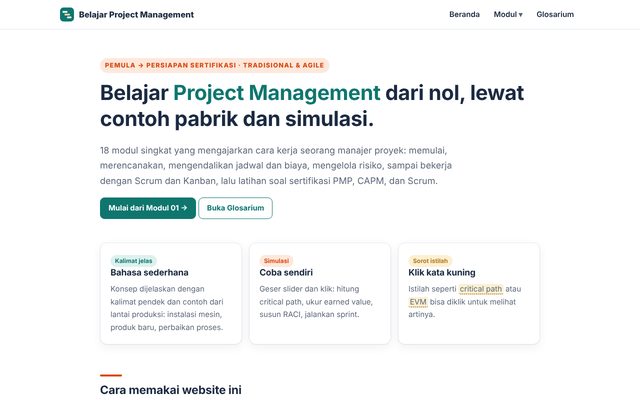 Belajar Project Management
Beranda
Modul ▾
Glosarium
PEMULA → PERSIAPAN SERTIFIKASI · TRADISIONAL & AGILE
Belajar Project Management dari nol, lewat
contoh pabrik dan simulasi.
18 modul singkat yang mengajarkan cara kerja seorang manajer proyek: memulai,
merencanakan, mengendalikan jadwal dan biaya, mengelola risiko, sampai bekerja
dengan Scrum dan Kanban, lalu latihan soal sertifikasi PMP, CAPM, dan Scrum.
Mulai dari Modul 01 →
Buka Glosarium
Kalimat jelas
Bahasa sederhana
Konsep dijelaskan dengan
kalimat pendek dan contoh dari
lantai produksi: instalasi mesin,
produk baru, perbaikan proses.
Simulasi
Coba sendiri
Geser slider dan klik: hitung
critical path, ukur earned value,
susun RACI, jalankan sprint.
Sorot istilah
Klik kata kuning
Istilah seperti critical path atau
EVM bisa diklik untuk melihat
artinya.
Cara memakai website ini